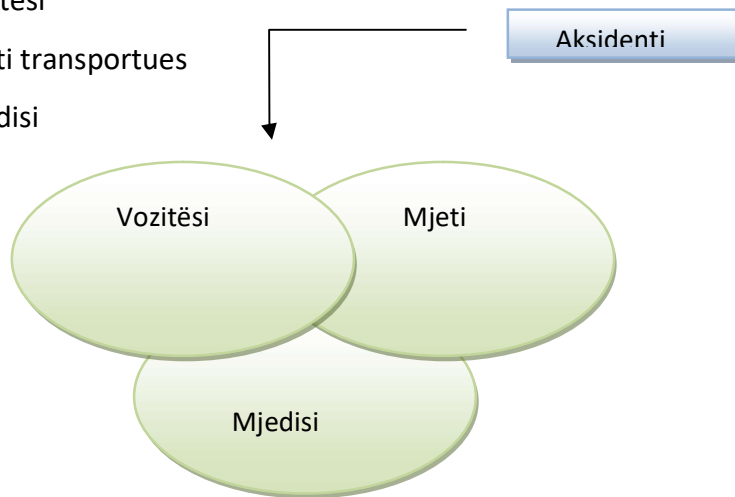 ti transportues
Aksidenti
Vozitësi
Mjeti
Mjedisi